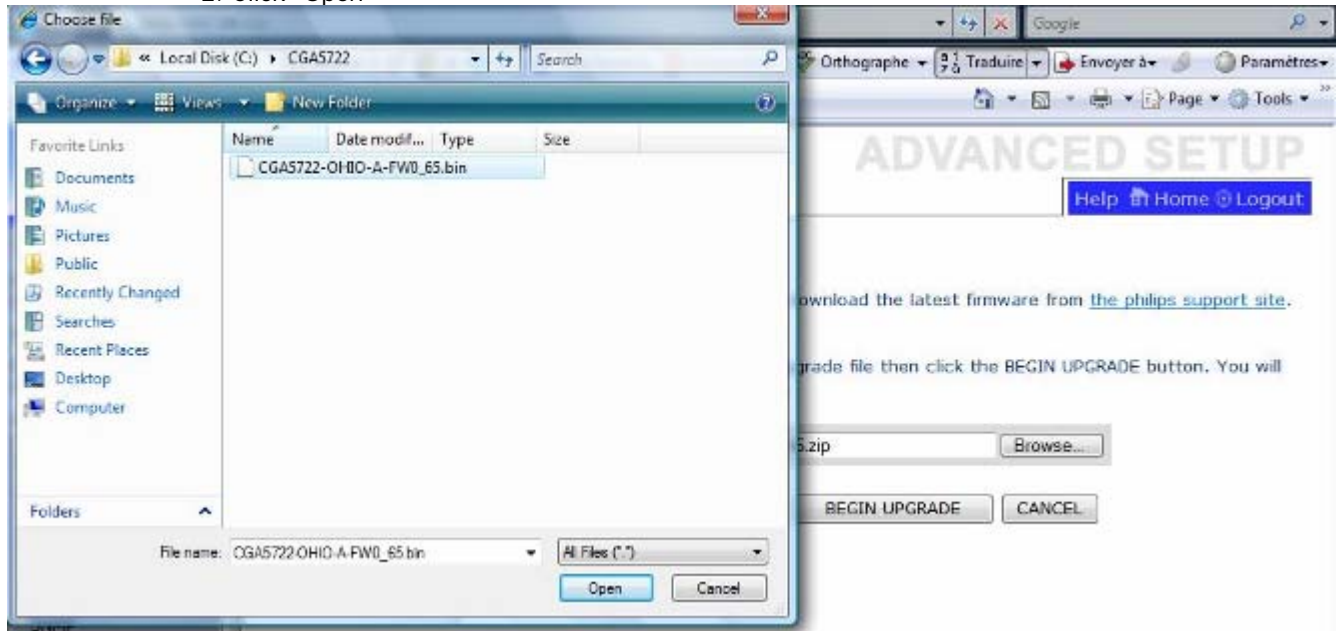 2. Click "Open"
Choose file
Google
« Local Disk (C:) ▸ CGA5722
Search
Orthographe
Traduire
Envoyer à
Paramètres
Organize
Views
New Folder
Page
Tools
Favorite Links
Name
Date modif...
Type
Size
ADVANCED SETUP
CGA5722-OHIO-A-FW0_65.bin
Documents
Music
Help
Home
Logout
Pictures
Public
Recently Changed
ownload the latest firmware from the philips support site.
Searches
Recent Places
grade file then click the BEGIN UPGRADE button. You will
Desktop
Computer
.zip
Browse...
Folders
BEGIN UPGRADE
CANCEL
File name:
CGA5722-OHIO-A-FW0_65.bin
All Files (*.*)
Open
Cancel